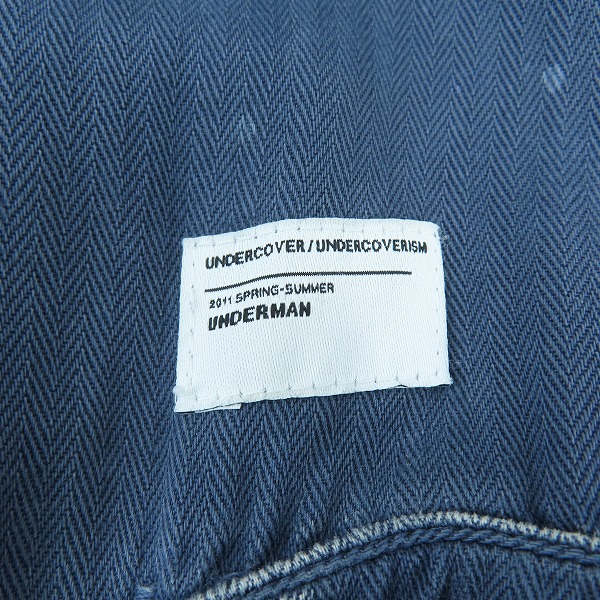 UNDERCOVER / UNDERCOVERISM
2011 SPRING-SUMMER
UNDERMAN